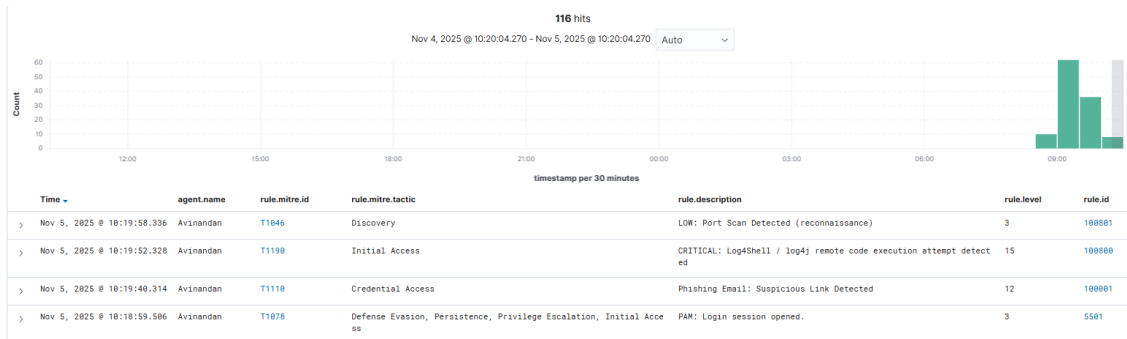 116 hits
Nov 4, 2025 @ 10:20:04.270 - Nov 5, 2025 @ 10:20:04.270 Auto
Count
60
50
40
30
20
10
0
12:00 15:00 18:00 21:00 00:00 03:00 06:00 09:00
timestamp per 30 minutes
Time agent.name rule.mitre.id rule.mitre.tactic rule.description rule.level rule.id
Nov 5, 2025 @ 10:19:58.336 Avinandan T1046 Discovery LOW: Port Scan Detected (reconnaissance) 3 100801
Nov 5, 2025 @ 10:19:52.328 Avinandan T1190 Initial Access CRITICAL: Log4Shell / log4j remote code execution attempt detect 15 100800
ed
Nov 5, 2025 @ 10:19:40.314 Avinandan T1110 Credential Access Phishing Email: Suspicious Link Detected 12 100001
Nov 5, 2025 @ 10:18:59.506 Avinandan T1078 Defense Evasion, Persistence, Privilege Escalation, Initial Acce PAM: Login session opened. 3 5501
ss